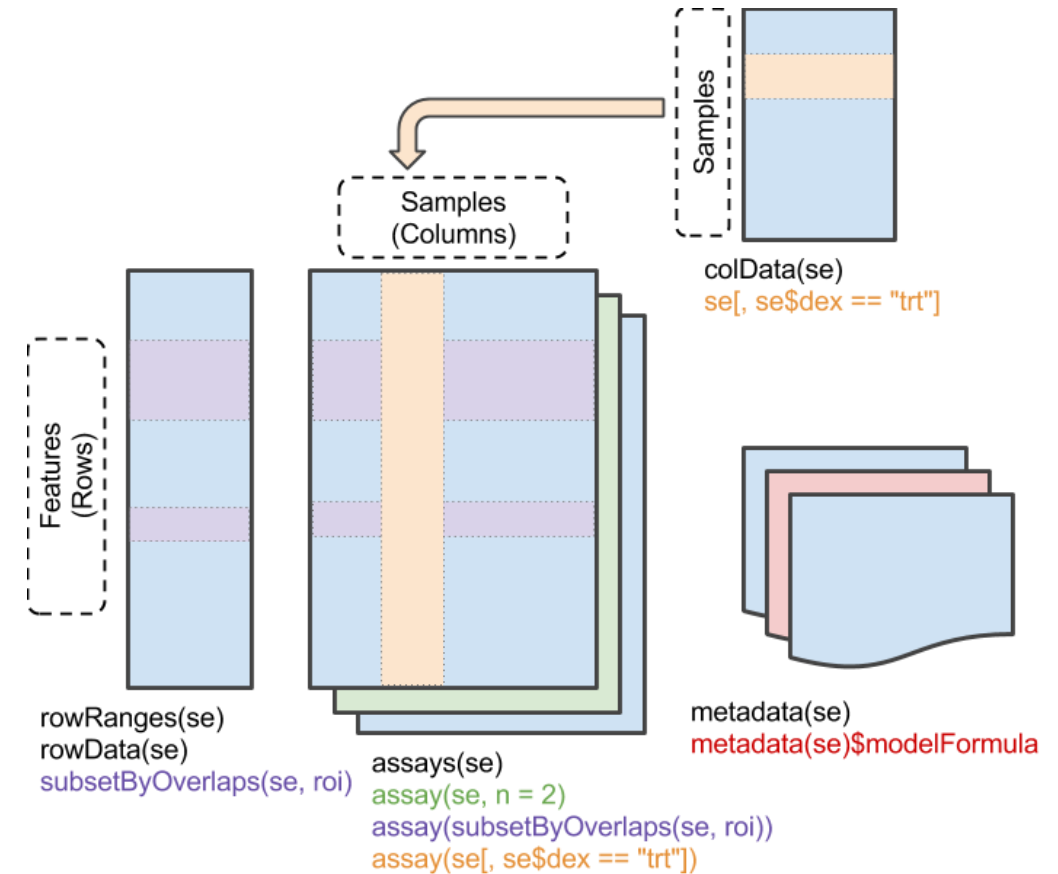 Samples
Samples
(Columns)
colData(se)
se[, se$dex == "trt"]
Features
(Rows)
rowRanges(se)
rowData(se)
subsetByOverlaps(se, roi)
assays(se)
assay(se, n = 2)
assay(subsetByOverlaps(se, roi))
assay(se[, se$dex == "trt"])
metadata(se)
metadata(se)$modelFormula